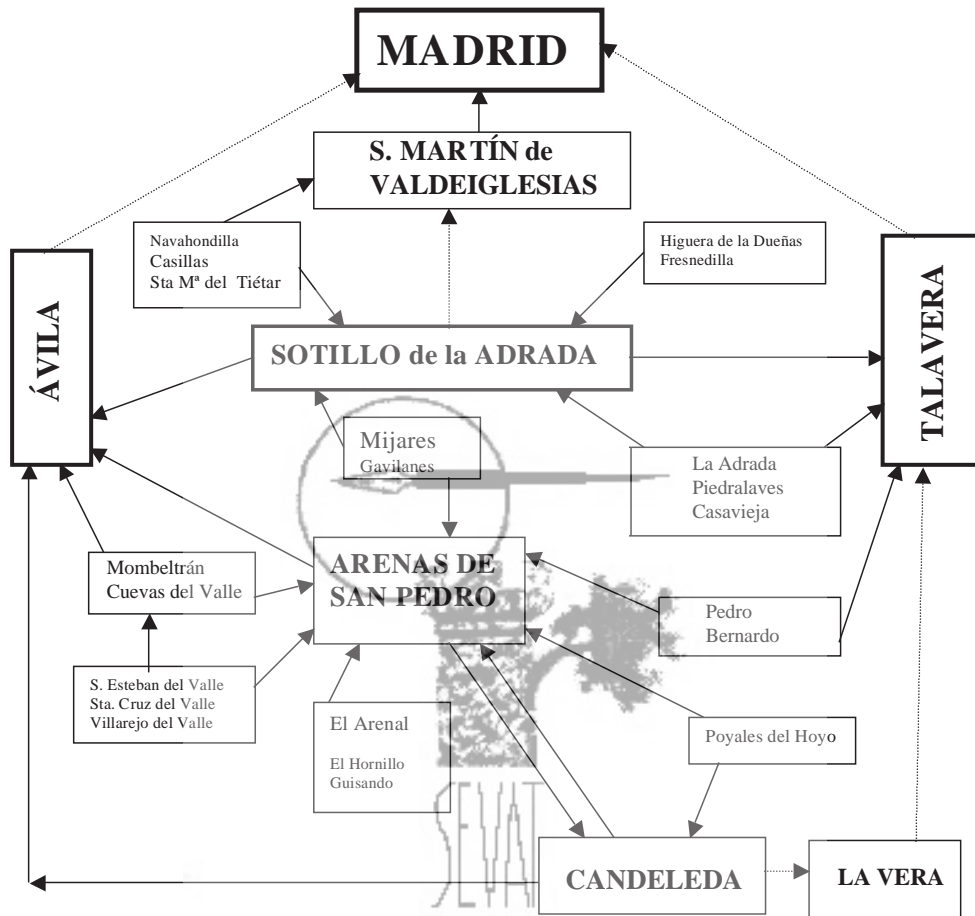 MADRID
S. MARTÍN de
VALDEIGLESIAS
Navahondilla
Casillas
Sta Mª del Tiétar
Higuera de la Dueñas
Fresnedilla
ÁVILA
TALAVERA
SOTILLO de la ADRADA
Mijares
Gavilanes
La Adrada
Piedralaves
Casavieja
ARENAS DE
SAN PEDRO
Mombeltrán
Cuevas del Valle
Pedro
Bernardo
S. Esteban del Valle
Sta. Cruz del Valle
Villarejo del Valle
El Arenal
El Hornillo
Guisando
Poyales del Hoyo
SEVAT
CANDELEDA
LA VERA